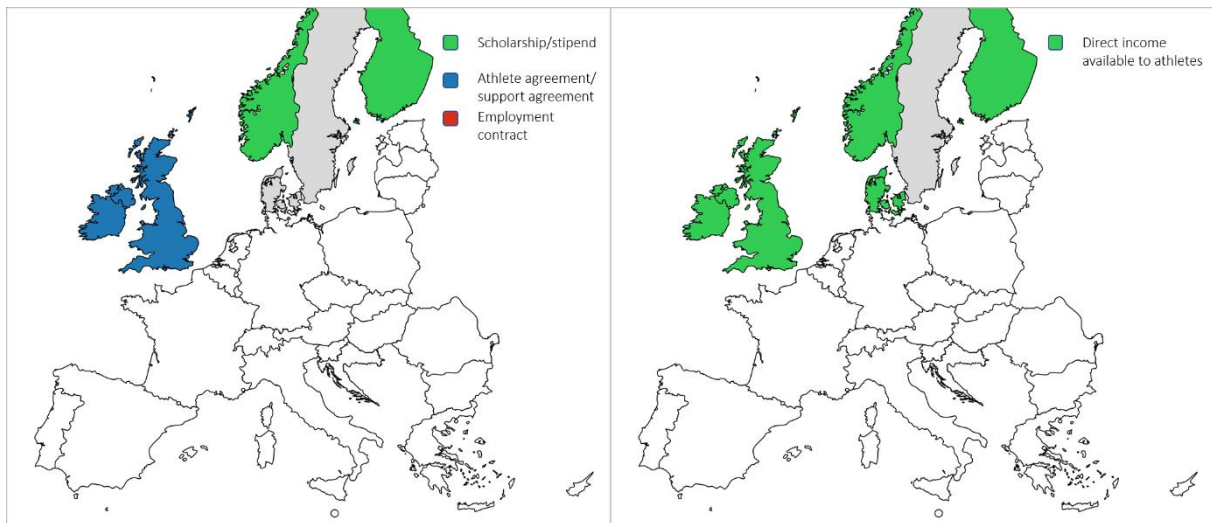 Scholarship/stipend
Athlete agreement/
support agreement
Employment
contract
Direct income
available to athletes